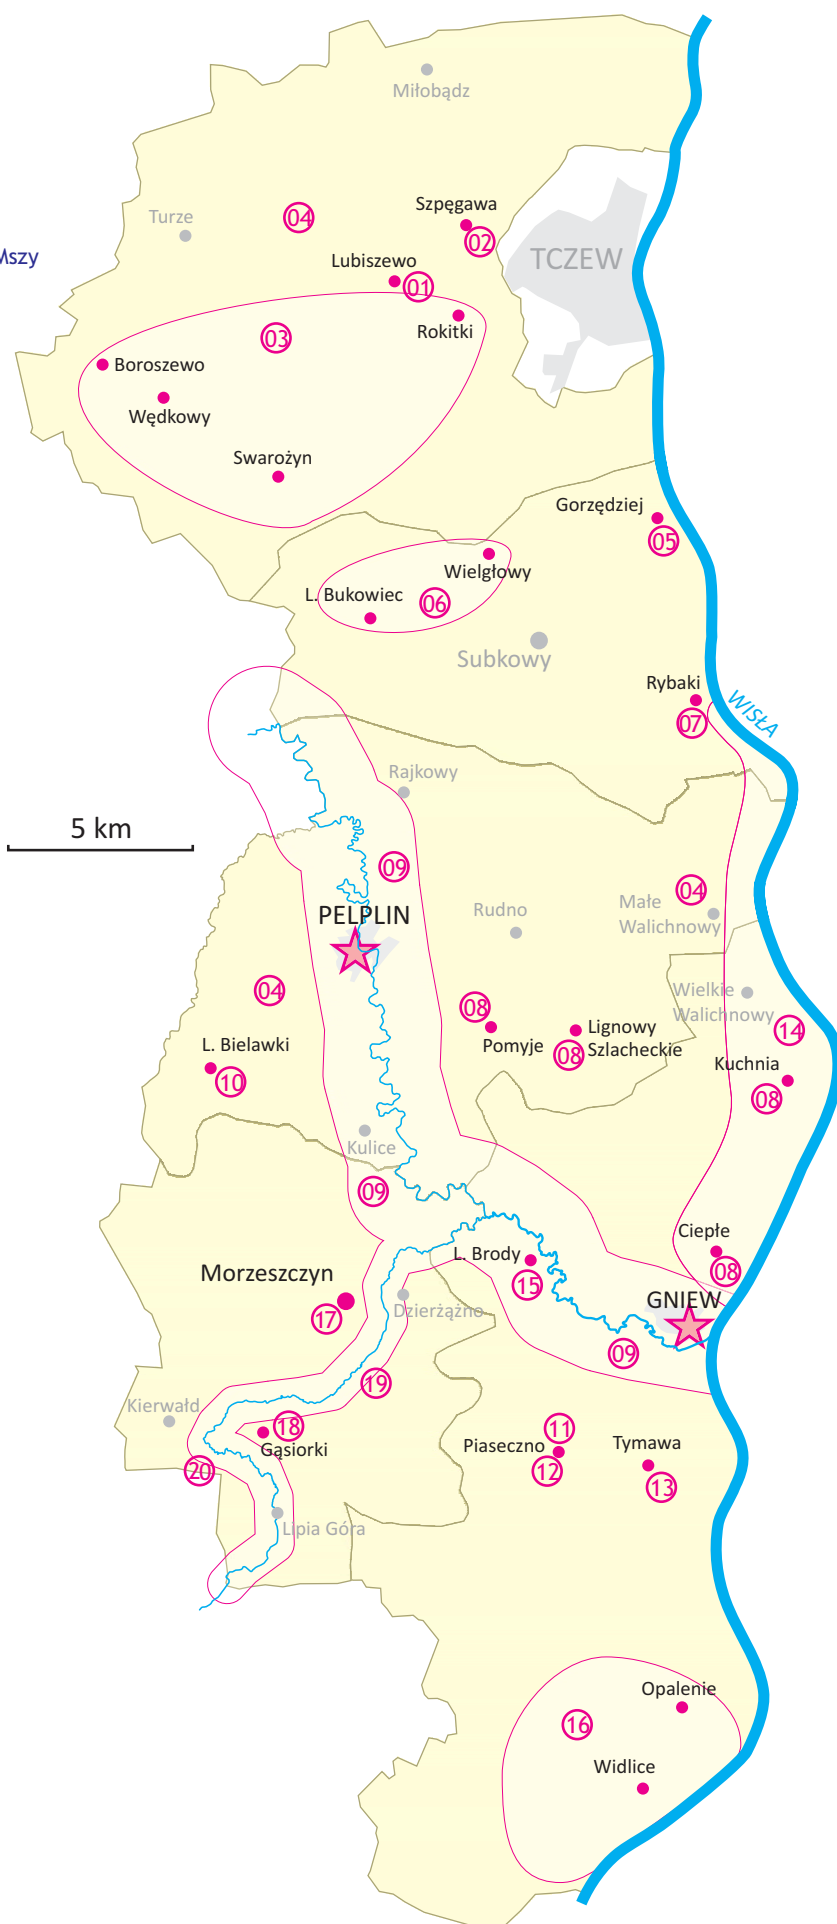 Miłobądz
Szpęgawa
04
Turze
02
TCZEW
Mszy
Lubiszewo
01
03
Rokitki
Boroszewo
Wędkowy
Swarożyn
Gorzędziej
05
Wielgłowy
L. Bukowiec
06
Subkowy
Rybaki
07
WISŁA
Rajkowy
5 km
09
04
Małe
Walichnowy
PELPLIN
Rudno
04
Wielkie
Walichnowy
08
Lignowy
Szlacheckie
14
Pomyje
08
L. Bielawki
10
Kuchnia
08
Kulice
09
Ciepłe
08
L. Brody
15
Morzeszczyn
17
Dzierżążno
GNIEW
09
19
Kierwałd
18
Gąsiorki
11
Piaseczno
12
Tymawa
13
20
Lipia Góra
Opalenie
16
Widlice